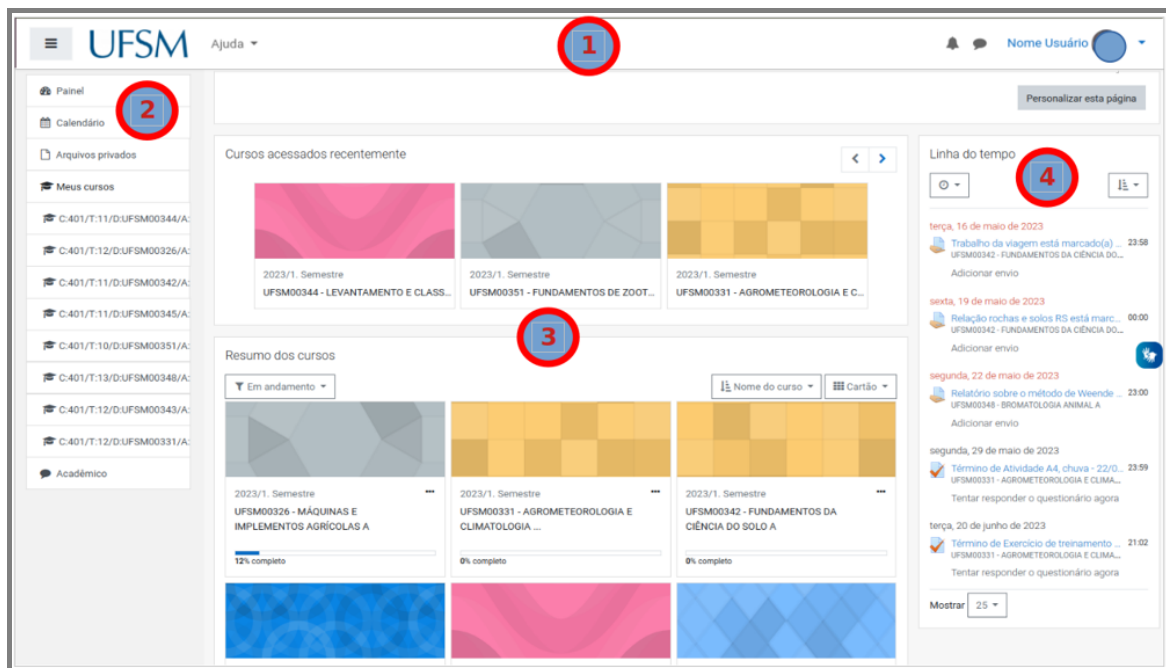 UFSM
Ajuda
1
Nome Usuário
Painel
2
Calendário
Arquivos privados
Meus cursos
C:401/T:11/D:UFSM00344/A:
C:401/T:12/D:UFSM00326/A:
C:401/T:11/D:UFSM00342/A:
C:401/T:11/D:UFSM00345/A:
C:401/T:10/D:UFSM00351/A:
C:401/T:13/D:UFSM00348/A:
C:401/T:12/D:UFSM00343/A:
C:401/T:12/D:UFSM00331/A:
Acadêmico
Personalizar esta página
Cursos acessados recentemente
2023/1. Semestre
UFSM00344 - LEVANTAMENTO E CLASS...
2023/1. Semestre
UFSM00351 - FUNDAMENTOS DE ZOOT...
2023/1. Semestre
UFSM00331 - AGROMETEOROLOGIA E C...
3
Resumo dos cursos
Em andamento
Nome do curso
Cartão
2023/1. Semestre
UFSM00326 - MÁQUINAS E
IMPLEMENTOS AGRÍCOLAS A
12% completo
2023/1. Semestre
UFSM00331 - AGROMETEOROLOGIA E
CLIMATOLOGIA ...
0% completo
2023/1. Semestre
UFSM00342 - FUNDAMENTOS DA
CIÊNCIA DO SOLO A
0% completo
Linha do tempo
4
terça, 16 de maio de 2023
Trabalho da viagem está marcado(a) ... 23:58
UFSM00342 - FUNDAMENTOS DA CIÊNCIA DO...
Adicionar envio
sexta, 19 de maio de 2023
Relação rochas e solos RS está marc... 00:00
UFSM00342 - FUNDAMENTOS DA CIÊNCIA DO...
Adicionar envio
segunda, 22 de maio de 2023
Relatório sobre o método de Weende ... 23:00
UFSM00348 - BROMATOLOGIA ANIMAL A
Adicionar envio
segunda, 29 de maio de 2023
Término de Atividade A4, chuva - 22/0... 23:59
UFSM00331 - AGROMETEOROLOGIA E CLIMA...
Tentar responder o questionário agora
terça, 20 de junho de 2023
Término de Exercício de treinamento ... 21:02
UFSM00331 - AGROMETEOROLOGIA E CLIMA...
Tentar responder o questionário agora
Mostrar 25